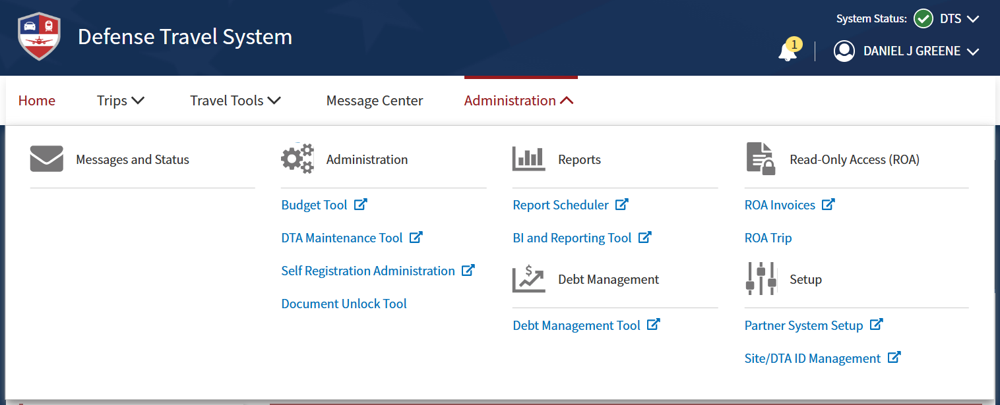 Defense Travel System
System Status: DTS
1
DANIEL J GREENE
Home Trips Travel Tools Message Center Administration
Messages and Status
Administration
Budget Tool
DTA Maintenance Tool
Self Registration Administration
Document Unlock Tool
Reports
Report Scheduler
BI and Reporting Tool
$
Debt Management
Debt Management Tool
Read-Only Access (ROA)
ROA Invoices
ROA Trip
Setup
Partner System Setup
Site/DTA ID Management